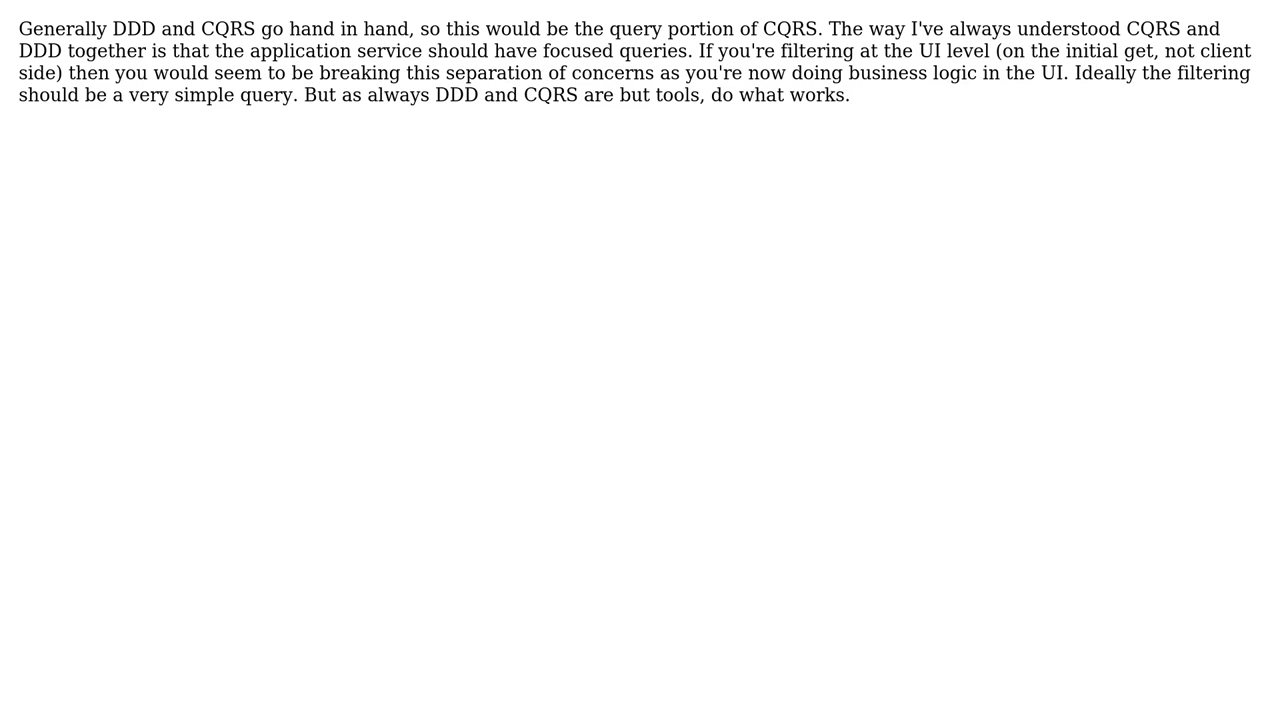 Generally DDD and CQRS go hand in hand, so this would be the query portion of CQRS. The way I've always understood CQRS and
DDD together is that the application service should have focused queries. If you're filtering at the UI level (on the initial get, not client
side) then you would seem to be breaking this separation of concerns as you're now doing business logic in the UI. Ideally the filtering
should be a very simple query. But as always DDD and CQRS are but tools, do what works.